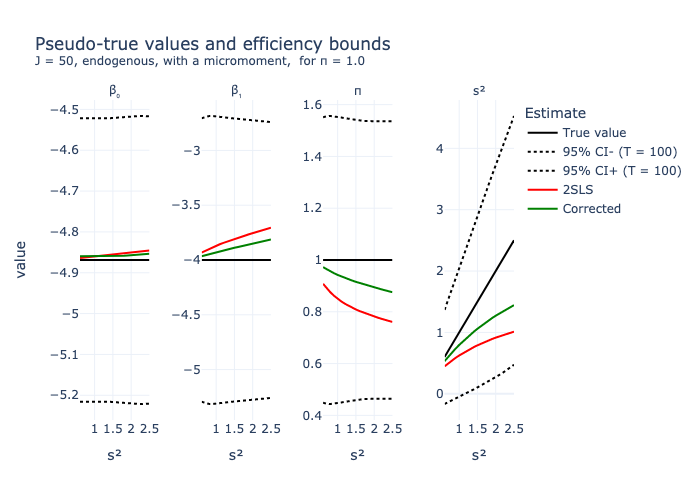 Pseudo-true values and efficiency bounds
J = 50, endogenous, with a micromoment, for π = 1.0
β₀
β₁
π
s²
Estimate
True value
95% CI- (T = 100)
95% CI+ (T = 100)
2SLS
Corrected
value
−4.5
−4.6
−4.7
−4.8
−4.9
−5
−5.1
−5.2
1 1.5 2 2.5
s²
−3
−3.5
−4
−4.5
−5
1 1.5 2 2.5
s²
1.6
1.4
1.2
1
0.8
0.6
0.4
1 1.5 2 2.5
s²
4
3
2
1
0
1 1.5 2 2.5
s²